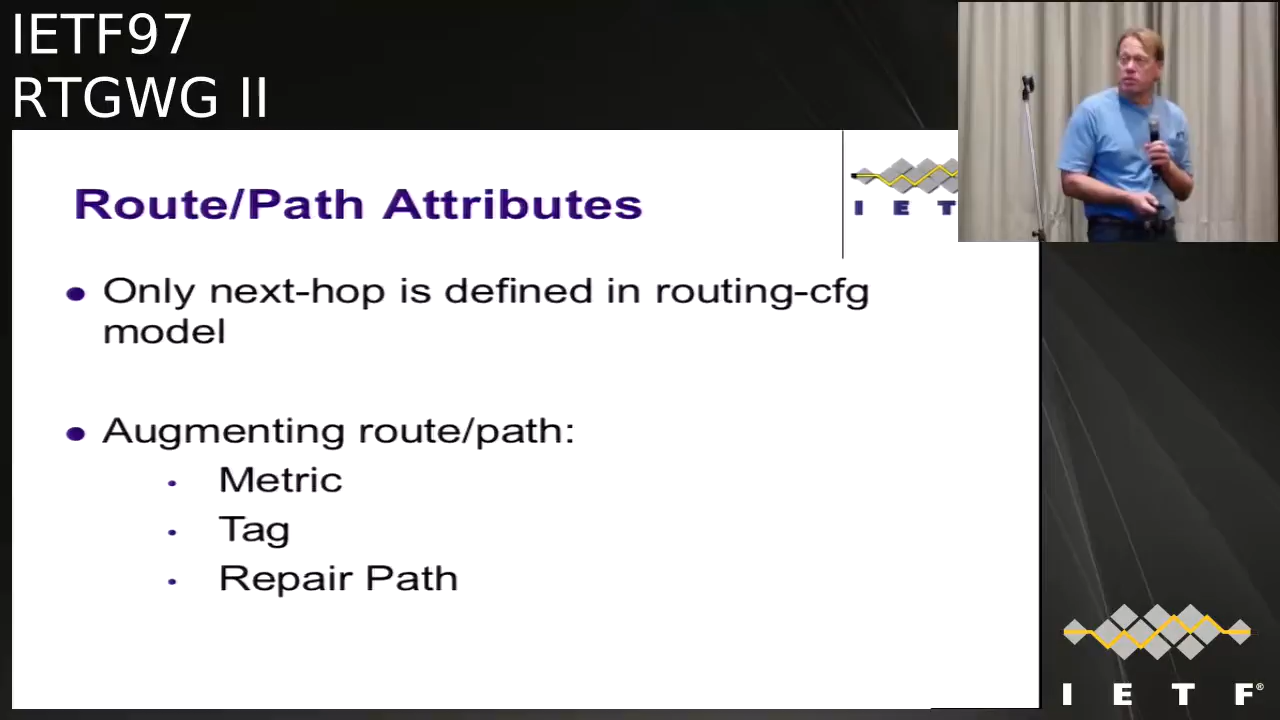 IETF97
RTGWG II
Route/Path Attributes
I E T
• Only next-hop is defined in routing-cfg
model
• Augmenting route/path:
• Metric
• Tag
• Repair Path
I E T F®